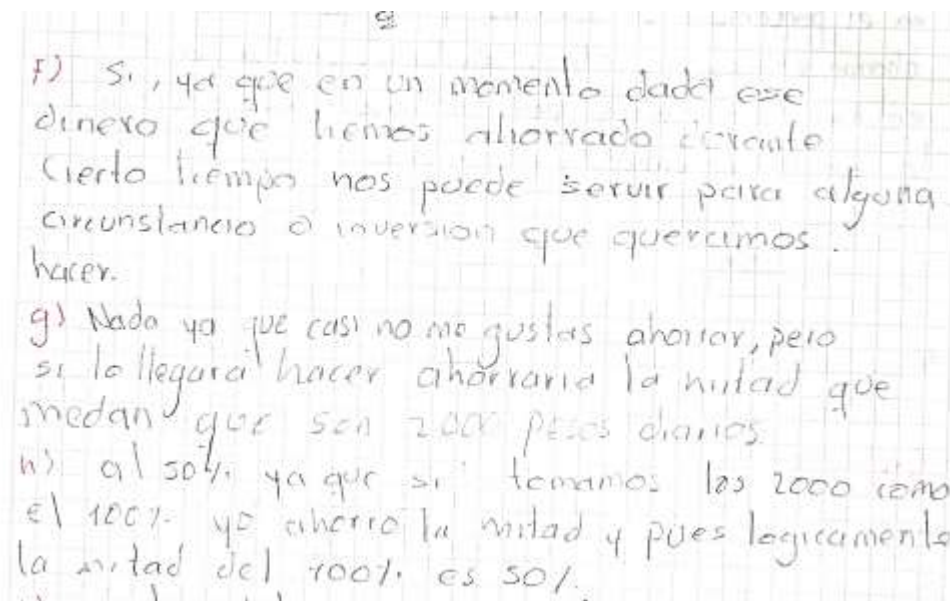 f) Si, ya que en un momento dado ese
dinero que hemos ahorrado durante
cierto tiempo nos puede servir para alguna
circunstancia o inversion que queramos.
hacer.
g) Nada ya que casi no me gustas ahorrar, pero
si lo llegara hacer ahorraria la mitad que
medan que son 2000 pesos diarios
h) al 50% ya que si tomamos los 2000 como
el 100% yo ahorro la mitad y pues logicamente
la mitad del 100% es 50%